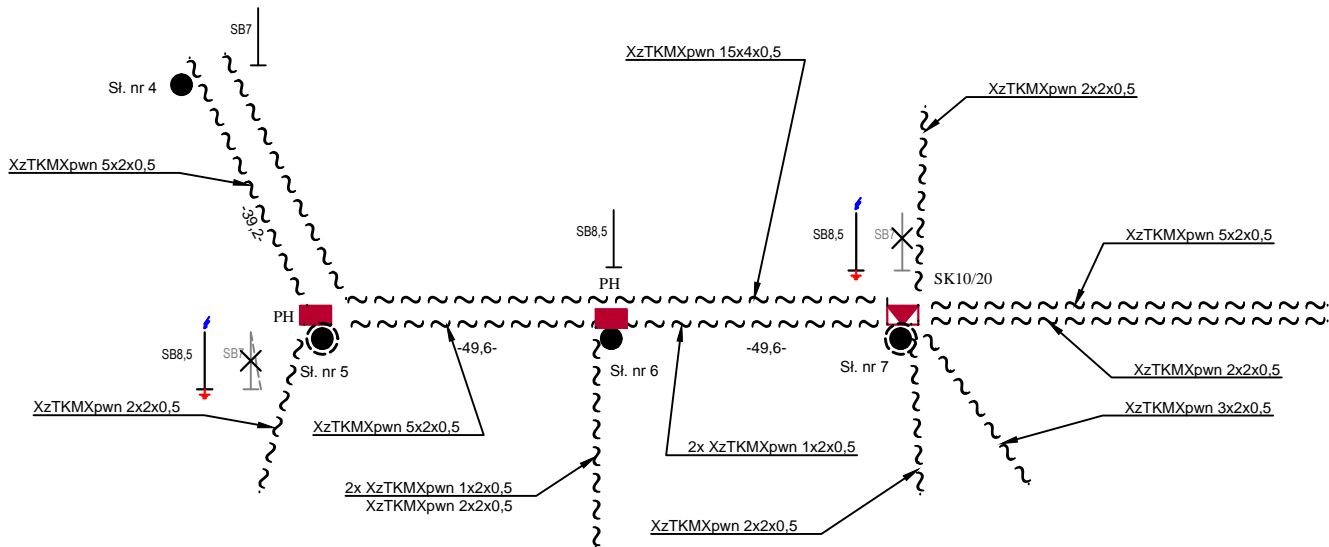 SB7
XzTKMXpwn 15x4x0,5
Sł. nr 4
XzTKMXpwn 2x2x0,5
XzTKMXpwn 5x2x0,5
-39,2-
SB8,5
SB8,5
SB7
XzTKMXpwn 5x2x0,5
PH
SK10/20
PH
SB8,5
SB7
-49,6-
-49,6-
Sł. nr 5
Sł. nr 6
Sł. nr 7
XzTKMXpwn 2x2x0,5
XzTKMXpwn 2x2x0,5
XzTKMXpwn 3x2x0,5
XzTKMXpwn 5x2x0,5
2x XzTKMXpwn 1x2x0,5
2x XzTKMXpwn 1x2x0,5
XzTKMXpwn 2x2x0,5
XzTKMXpwn 2x2x0,5